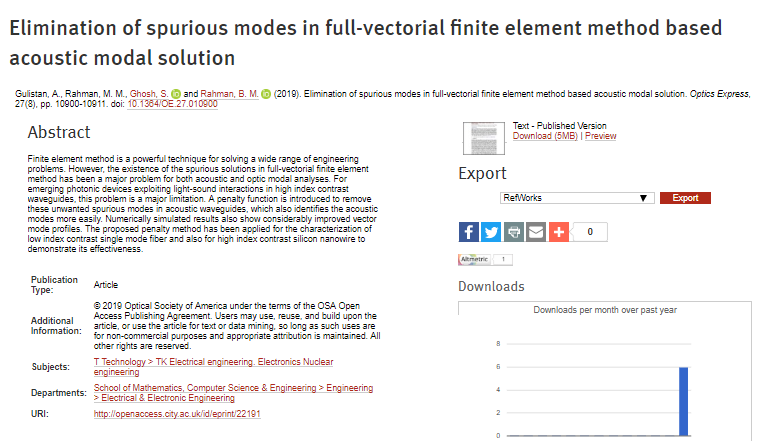 Elimination of spurious modes in full-vectorial finite element method based
acoustic modal solution
Gulistan, A., Rahman, M. M., Ghosh, S. and Rahman, B. M. (2019). Elimination of spurious modes in full-vectorial finite element method based acoustic modal solution. Optics Express,
27(8), pp. 10900-10911. doi: 10.1364/OE.27.010900
Abstract
Finite element method is a powerful technique for solving a wide range of engineering
problems. However, the existence of the spurious solutions in full-vectorial finite element
method has been a major problem for both acoustic and optic modal analyses. For
emerging photonic devices exploiting light-sound interactions in high index contrast
waveguides, this problem is a major limitation. A penalty function is introduced to remove
these unwanted spurious modes in acoustic waveguides, which also identifies the acoustic
modes more easily. Numerically simulated results also show considerably improved vector
mode profiles. The proposed penalty method has been applied for the characterization of
low index contrast single mode fiber and also for high index contrast silicon nanowire to
demonstrate its effectiveness.
Publication
Type:
Article
Additional
Information:
© 2019 Optical Society of America under the terms of the OSA Open
Access Publishing Agreement. Users may use, reuse, and build upon the
article, or use the article for text or data mining, so long as such uses are
for non-commercial purposes and appropriate attribution is maintained. All
other rights are reserved.
Subjects:
T Technology > TK Electrical engineering. Electronics Nuclear
engineering
Departments:
School of Mathematics, Computer Science & Engineering > Engineering
> Electrical & Electronic Engineering
URI:
http://openaccess.city.ac.uk/id/eprint/22191
Text - Published Version
Download (5MB) | Preview
Export
RefWorks
Export
0
Altmetric
1
Downloads
Downloads per month over past year
8
6
4
2
0